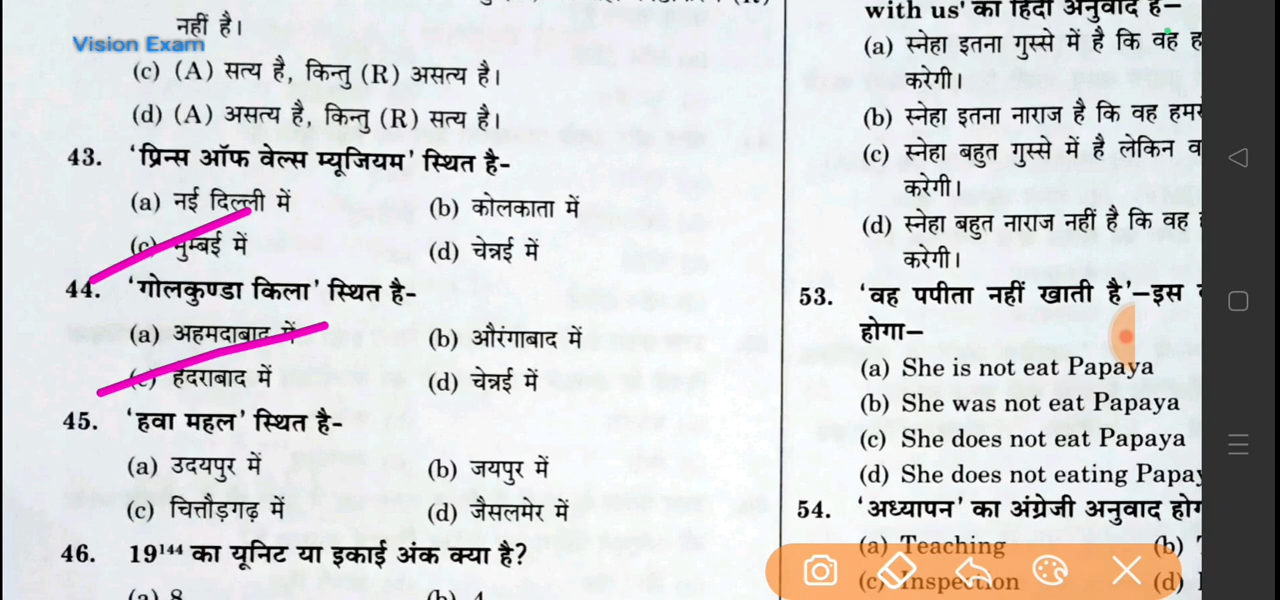 नहीं है।
Vision Exam
(c) (A) सत्य है, किन्तु (R) असत्य है।
(d) (A) असत्य है, किन्तु (R) सत्य है।
43. 'प्रिन्स ऑफ वेल्स म्यूजियम' स्थित है-
(a) नई दिल्ली में (b) कोलकाता में
(c) मुम्बई में (d) चेन्नई में
44. 'गोलकुण्डा किला' स्थित है-
(a) अहमदाबाद में (b) औरंगाबाद में
(c) हैदराबाद में (d) चेन्नई में
45. 'हवा महल' स्थित है-
(a) उदयपुर में (b) जयपुर में
(c) चित्तौड़गढ़ में (d) जैसलमेर में
46. 19¹⁴⁴ का यूनिट या इकाई अंक क्या है?
(a) 8 (b) 4
with us' का हिंदी अनुवाद है–
(a) स्नेहा इतना गुस्से में है कि वह
करेगी।
(b) स्नेहा इतना नाराज है कि वह
(c) स्नेहा बहुत गुस्से में है लेकिन
करेगी।
(d) स्नेहा बहुत नाराज नहीं है कि वह
करेगी।
53. 'वह पपीता नहीं खाती है'–इस
होगा–
(a) She is not eat Papaya
(b) She was not eat Papaya
(c) She does not eat Papaya
(d) She does not eating
54. 'अध्यापन' का अंग्रेजी अनुवाद
(a) Teaching (b)
(c) Inspection (d)